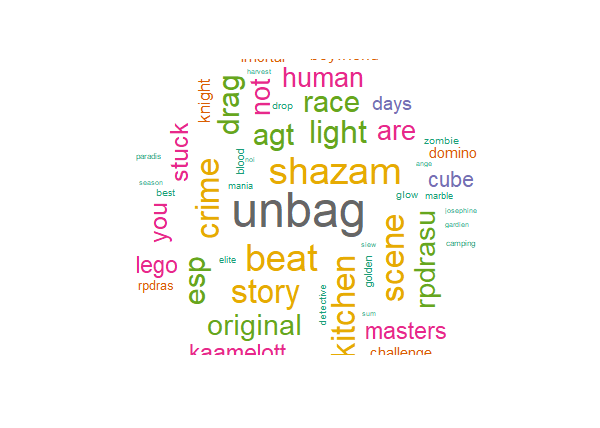 imortal
boyfriend
harvest
human
knight
drag
not
drop
race
days
stuck
agt
light
are
zombie
domino
paradis
blood
noi
shazam
ange
cube
season
best
mania
crime
unbag
glow
marble
you
josephine
gardien
scene
rpdrasu
camping
lego
esp
elite
beat
slew
golden
rpdras
story
detective
kitchen
sum
original
masters
kaamelott
challenge